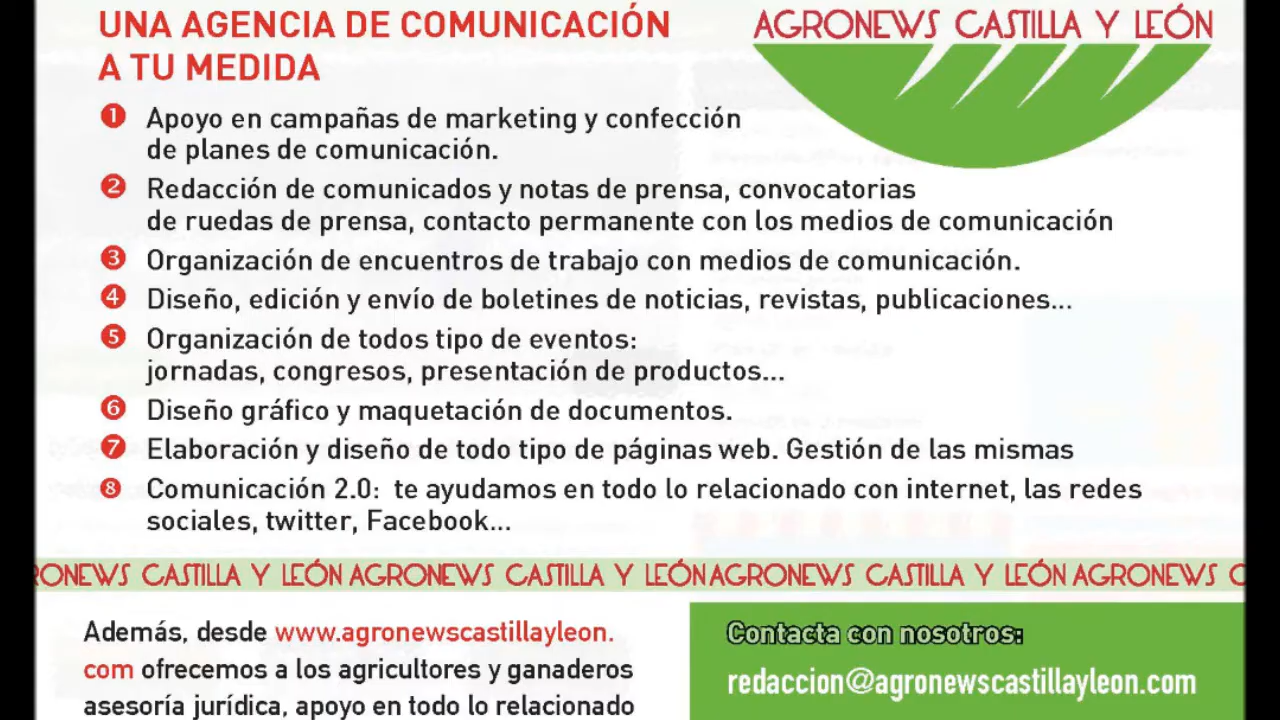 UNA AGENCIA DE COMUNICACIÓN
A TU MEDIDA
AGRONEWS CASTILLA Y LEÓN
1 Apoyo en campañas de marketing y confección
de planes de comunicación.
2 Redacción de comunicados y notas de prensa, convocatorias
de ruedas de prensa, contacto permanente con los medios de comunicación
3 Organización de encuentros de trabajo con medios de comunicación.
4 Diseño, edición y envío de boletines de noticias, revistas, publicaciones...
5 Organización de todos tipo de eventos:
jornadas, congresos, presentación de productos...
6 Diseño gráfico y maquetación de documentos.
7 Elaboración y diseño de todo tipo de páginas web. Gestión de las mismas
8 Comunicación 2.0: te ayudamos en todo lo relacionado con internet, las redes
sociales, twitter, Facebook...
RONEWS CASTILLA Y LEÓN AGRONEWS CASTILLA Y LEÓN AGRONEWS CASTILLA Y LEÓN AGRONEWS C
Además, desde www.agronewscastillayleon.
com ofrecemos a los agricultores y ganaderos
asesoría jurídica, apoyo en todo lo relacionado
Contacta con nosotros:
redaccion@agronewscastillayleon.com